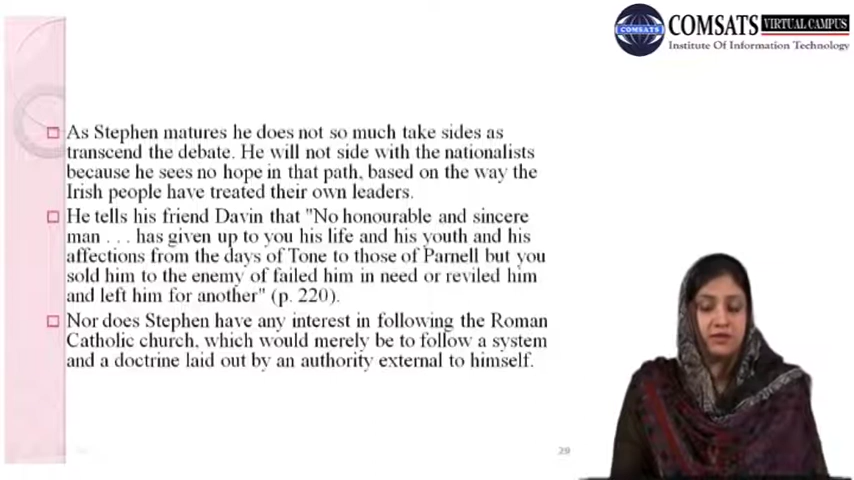 COMSATS VIRTUAL CAMPUS
Institute Of Information Technology
COMSATS
As Stephen matures he does not so much take sides as
transcend the debate. He will not side with the nationalists
because he sees no hope in that path, based on the way the
Irish people have treated their own leaders.
He tells his friend Davin that "No honourable and sincere
man . . . has given up to you his life and his youth and his
affections from the days of Tone to those of Parnell but you
sold him to the enemy of failed him in need or reviled him
and left him for another" (p. 220).
Nor does Stephen have any interest in following the Roman
Catholic church, which would merely be to follow a system
and a doctrine laid out by an authority external to himself.
29